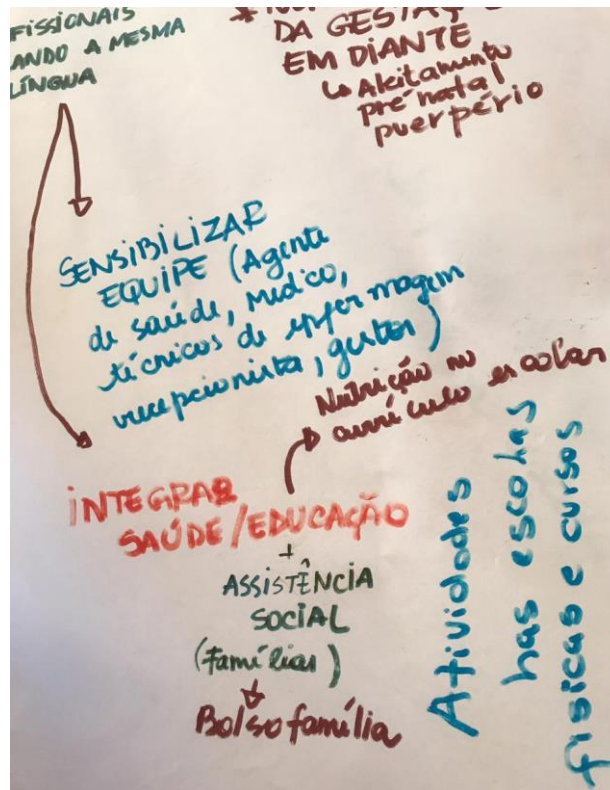 FISSIONAIS
ANDO A MESMA
LÍNGUA
DA GESTAÇ
EM DIANTE
↳ Aleitamento
pré natal
puerpério
SENSIBILIZAR
EQUIPE (Agente
de saúde, médico,
técnicos de enfermagem
recepcionista, gestor)
Nutrição no
currículo escolar
INTEGRAR
SAÚDE/EDUCAÇÃO
+
ASSISTÊNCIA
SOCIAL
(famílias)
Bolsa família
Atividades
nas escolas
físicas e cursos